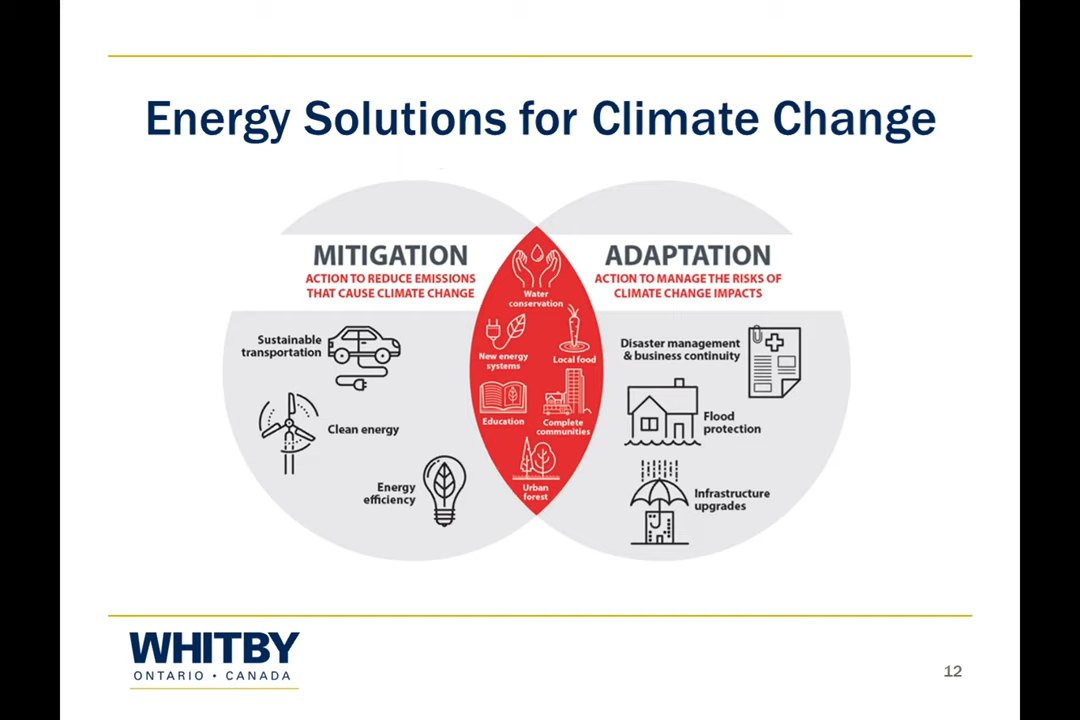 Energy Solutions for Climate Change
MITIGATION
ACTION TO REDUCE EMISSIONS
THAT CAUSE CLIMATE CHANGE
Sustainable
transportation
Clean energy
Energy
efficiency
Water
conservation
New energy
systems
Local food
Education
Complete
communities
Urban
forest
ADAPTATION
ACTION TO MANAGE THE RISKS OF
CLIMATE CHANGE IMPACTS
Disaster management
& business continuity
Flood
protection
Infrastructure
upgrades
WHITBY
ONTARIO • CANADA
12